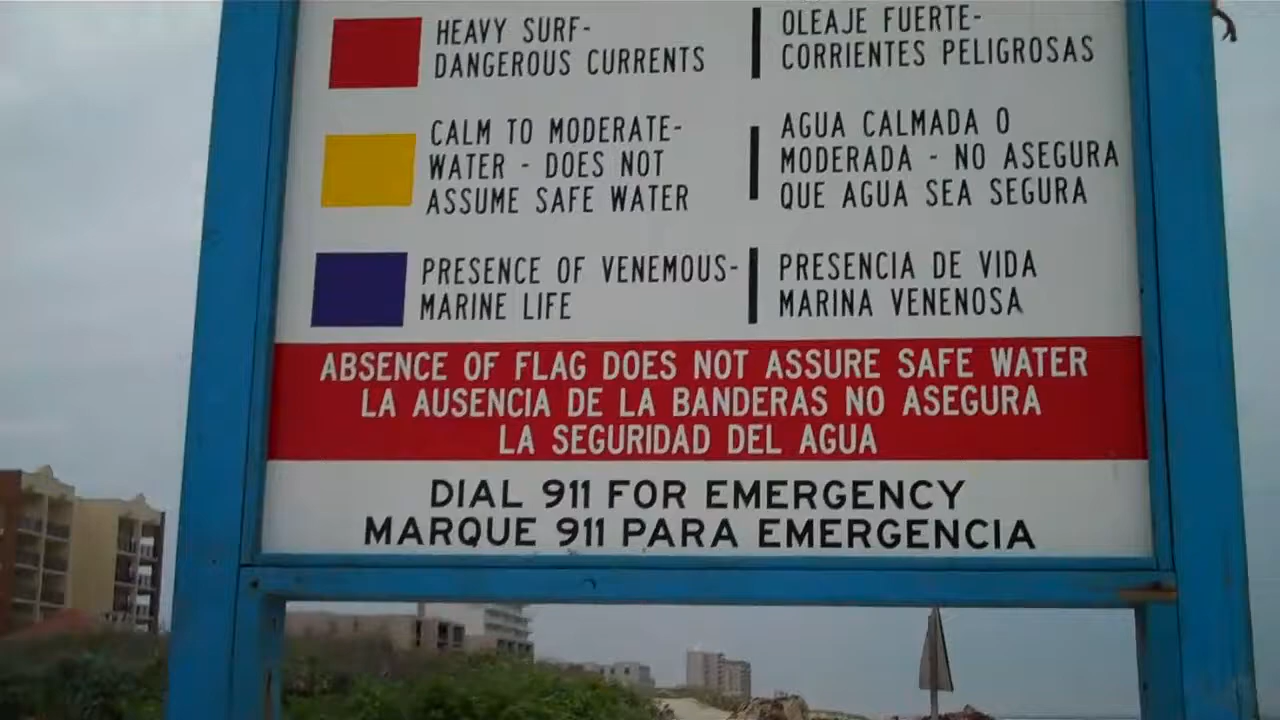 HEAVY SURF-
DANGEROUS CURRENTS
OLEAJE FUERTE-
CORRIENTES PELIGROSAS
CALM TO MODERATE-
WATER - DOES NOT
ASSUME SAFE WATER
AGUA CALMADA O
MODERADA - NO ASEGURA
QUE AGUA SEA SEGURA
PRESENCE OF VENEMOUS-
MARINE LIFE
PRESENCIA DE VIDA
MARINA VENENOSA
ABSENCE OF FLAG DOES NOT ASSURE SAFE WATER
LA AUSENCIA DE LA BANDERAS NO ASEGURA
LA SEGURIDAD DEL AGUA
DIAL 911 FOR EMERGENCY
MARQUE 911 PARA EMERGENCIA